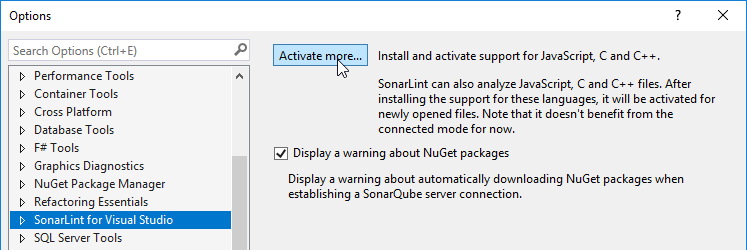 Options
Search Options (Ctrl+E)
Performance Tools
Container Tools
Cross Platform
Database Tools
F# Tools
Graphics Diagnostics
NuGet Package Manager
Refactoring Essentials
SonarLint for Visual Studio
SQL Server Tools
Activate more...
Install and activate support for JavaScript, C and C++.
SonarLint can also analyze JavaScript, C and C++ files. After
installing the support for these languages, it will be activated for
newly opened files. Note that it doesn't benefit from the
connected mode for now.
Display a warning about NuGet packages
Display a warning about automatically downloading NuGet packages when
establishing a SonarQube server connection.